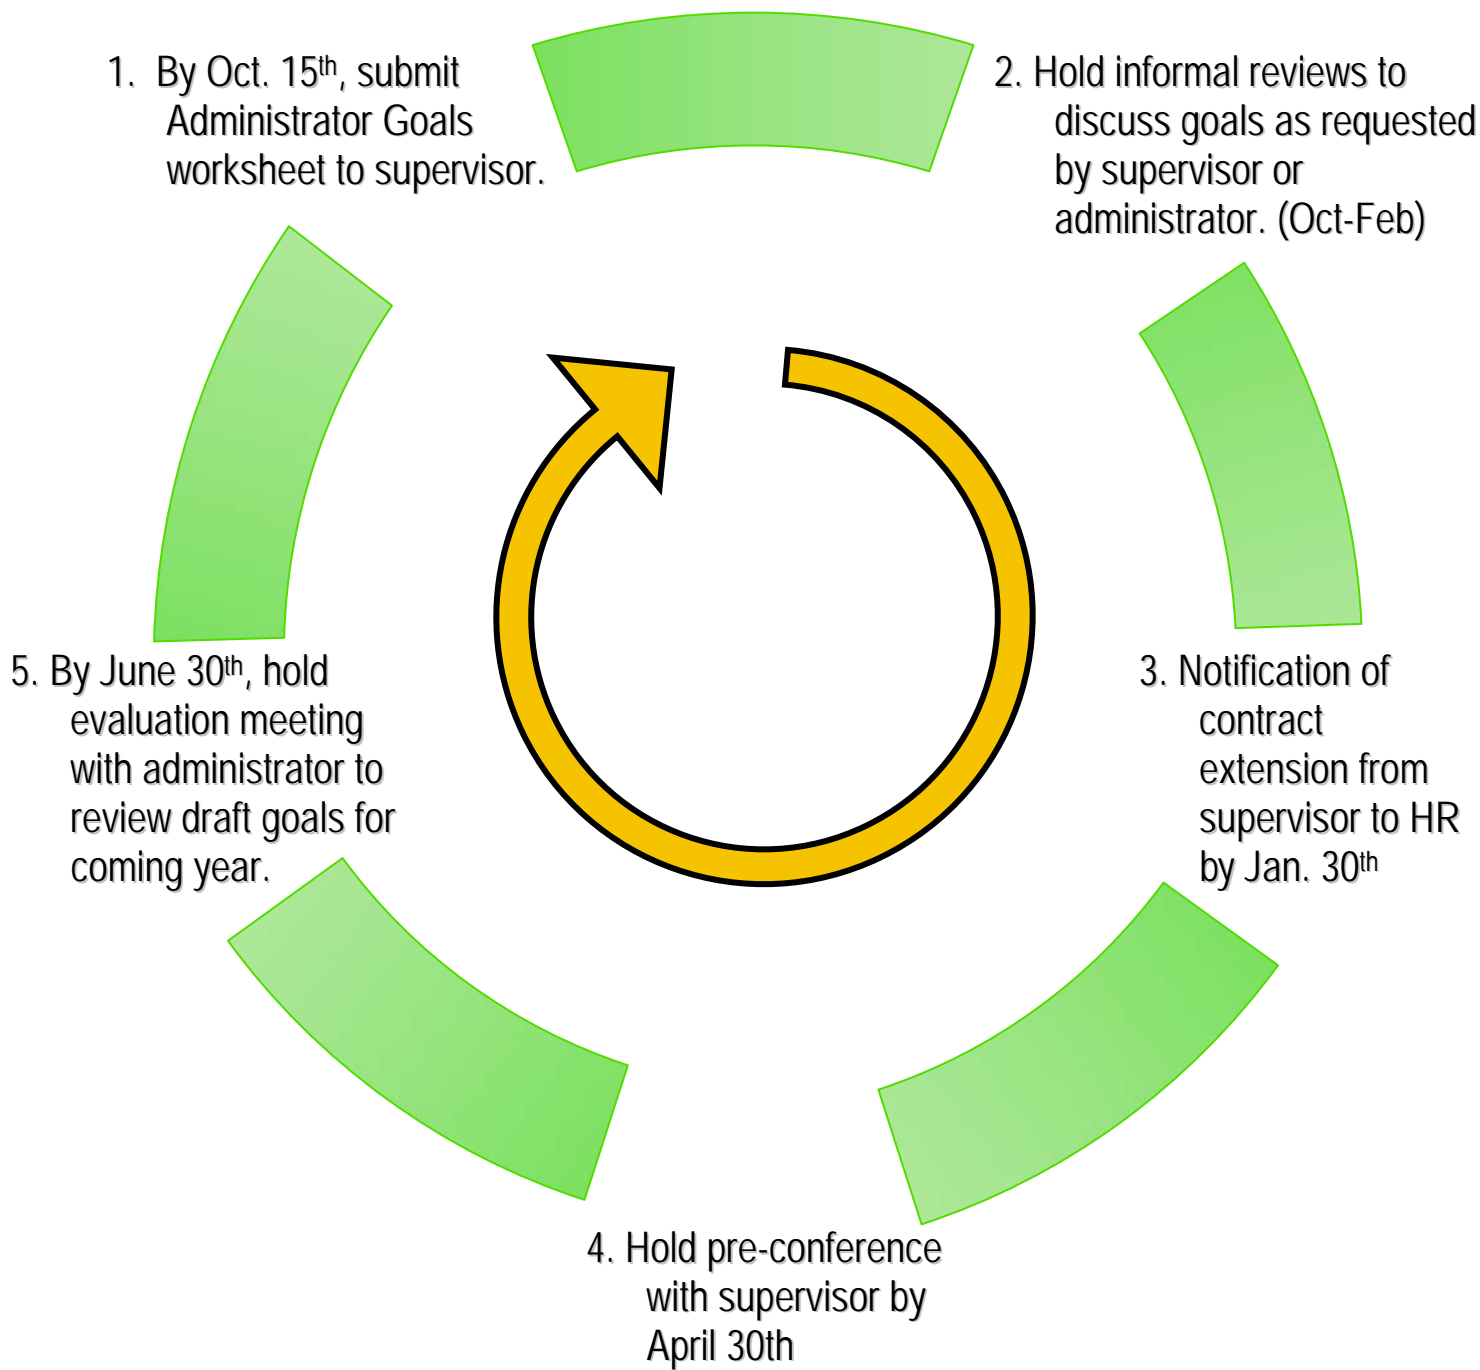 1. By Oct. 15th, submit
Administrator Goals
worksheet to supervisor.
2. Hold informal reviews to
discuss goals as requested
by supervisor or
administrator. (Oct-Feb)
3. Notification of
contract
extension from
supervisor to HR
by Jan. 30th
4. Hold pre-conference
with supervisor by
April 30th
5. By June 30th, hold
evaluation meeting
with administrator to
review draft goals for
coming year.